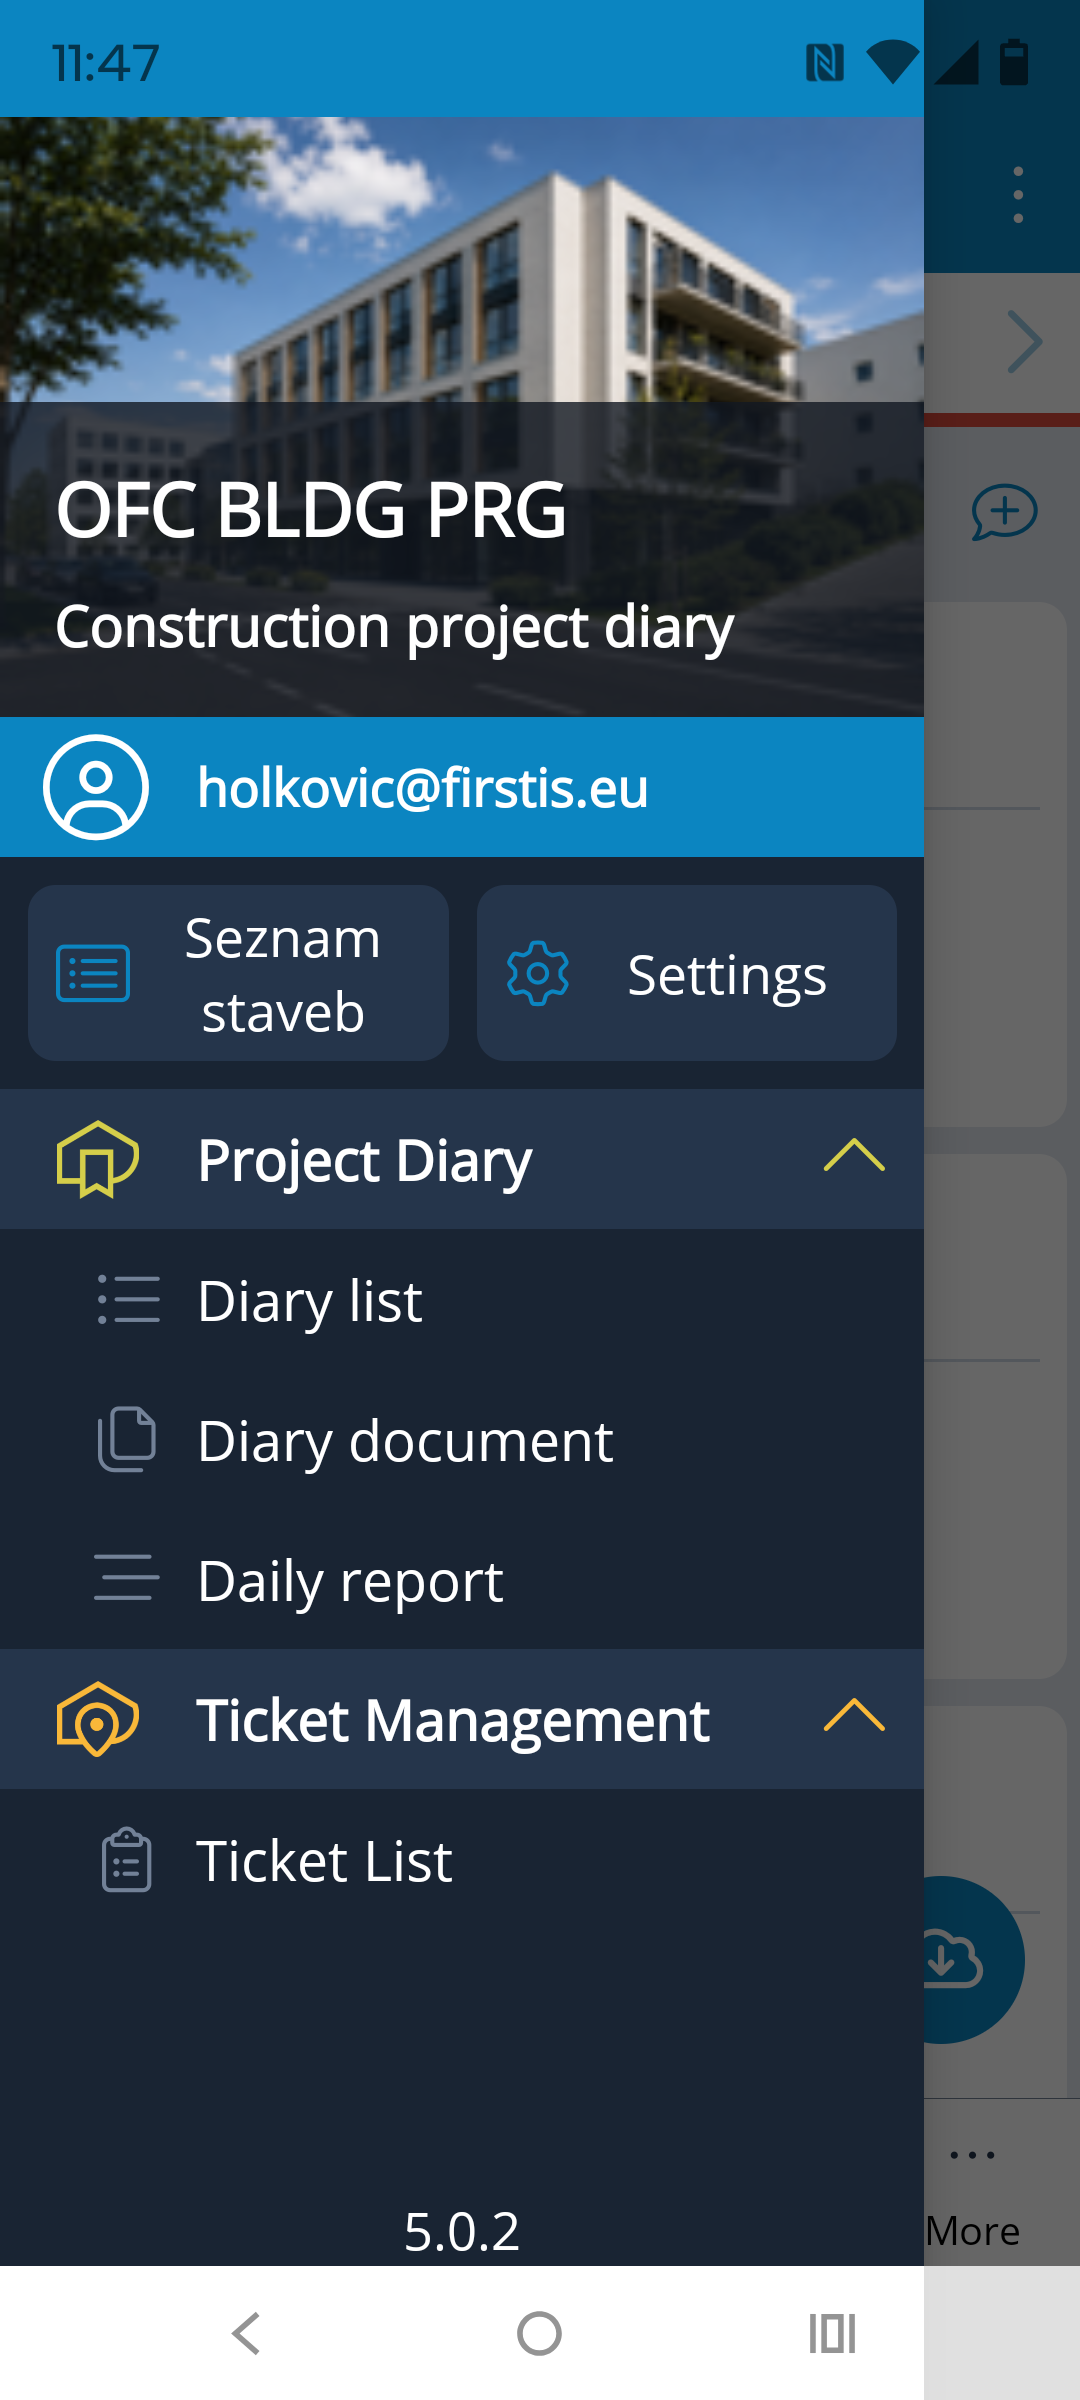 11:47
OFC BLDG PRG
Construction project diary
holkovic@firstis.eu
Seznam
staveb
Settings
Project Diary
Diary list
Diary document
Daily report
Ticket Management
Ticket List
5.0.2
More